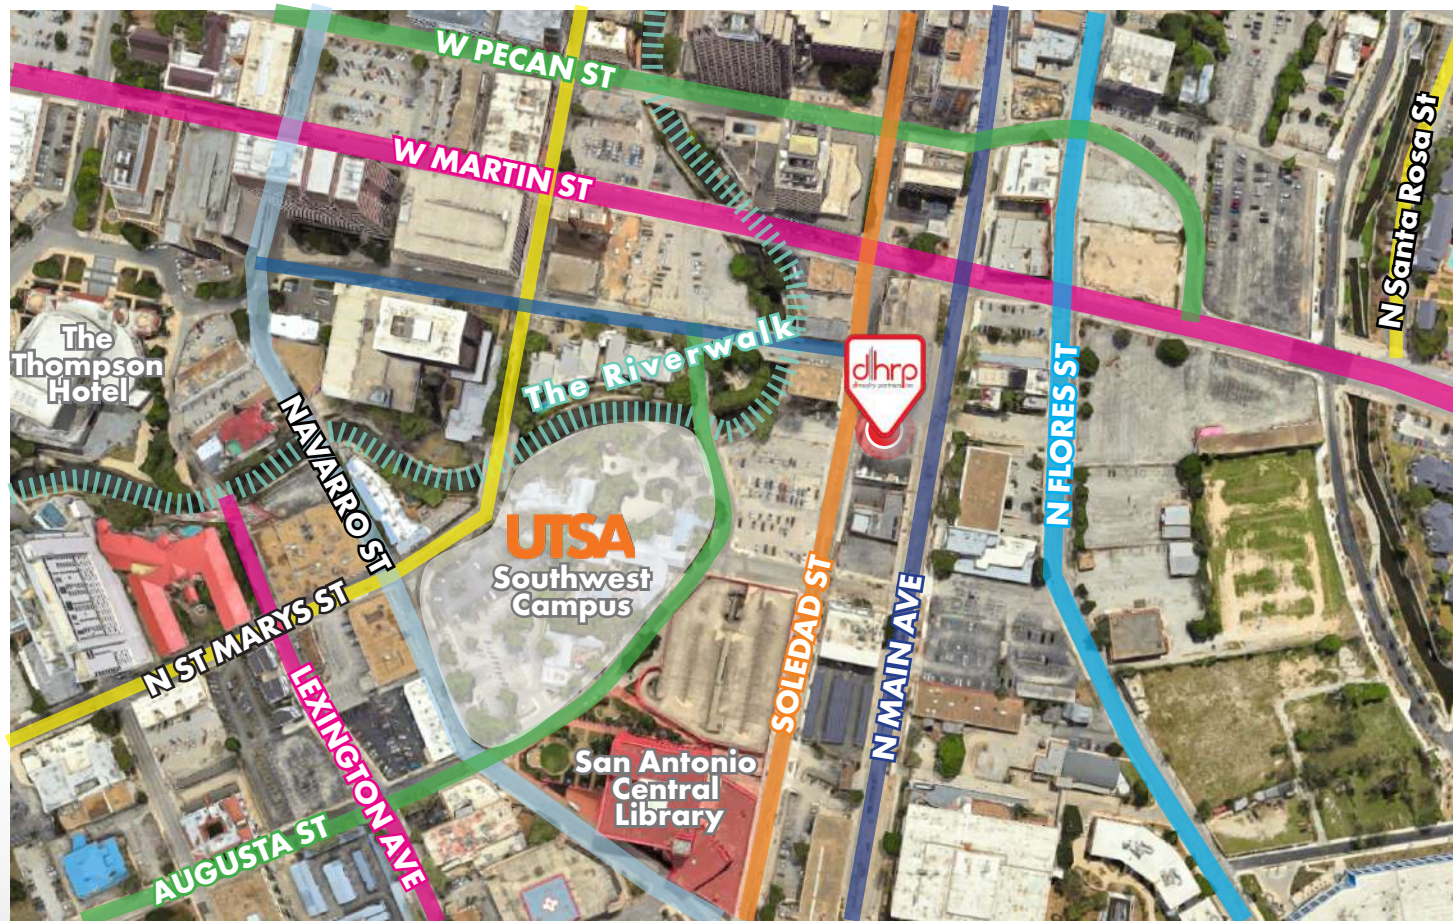 W PECAN ST
W MARTIN ST
N Santa Rosa St
The
Thompson
Hotel
The Riverwalk
dhrp
NAVARRO ST
N FLORES ST
UTSA
Southwest
Campus
N ST MARYS ST
SOLEDAD ST
N MAIN AVE
LEXINGTON AVE
San Antonio
Central
Library
AUGUSTA ST